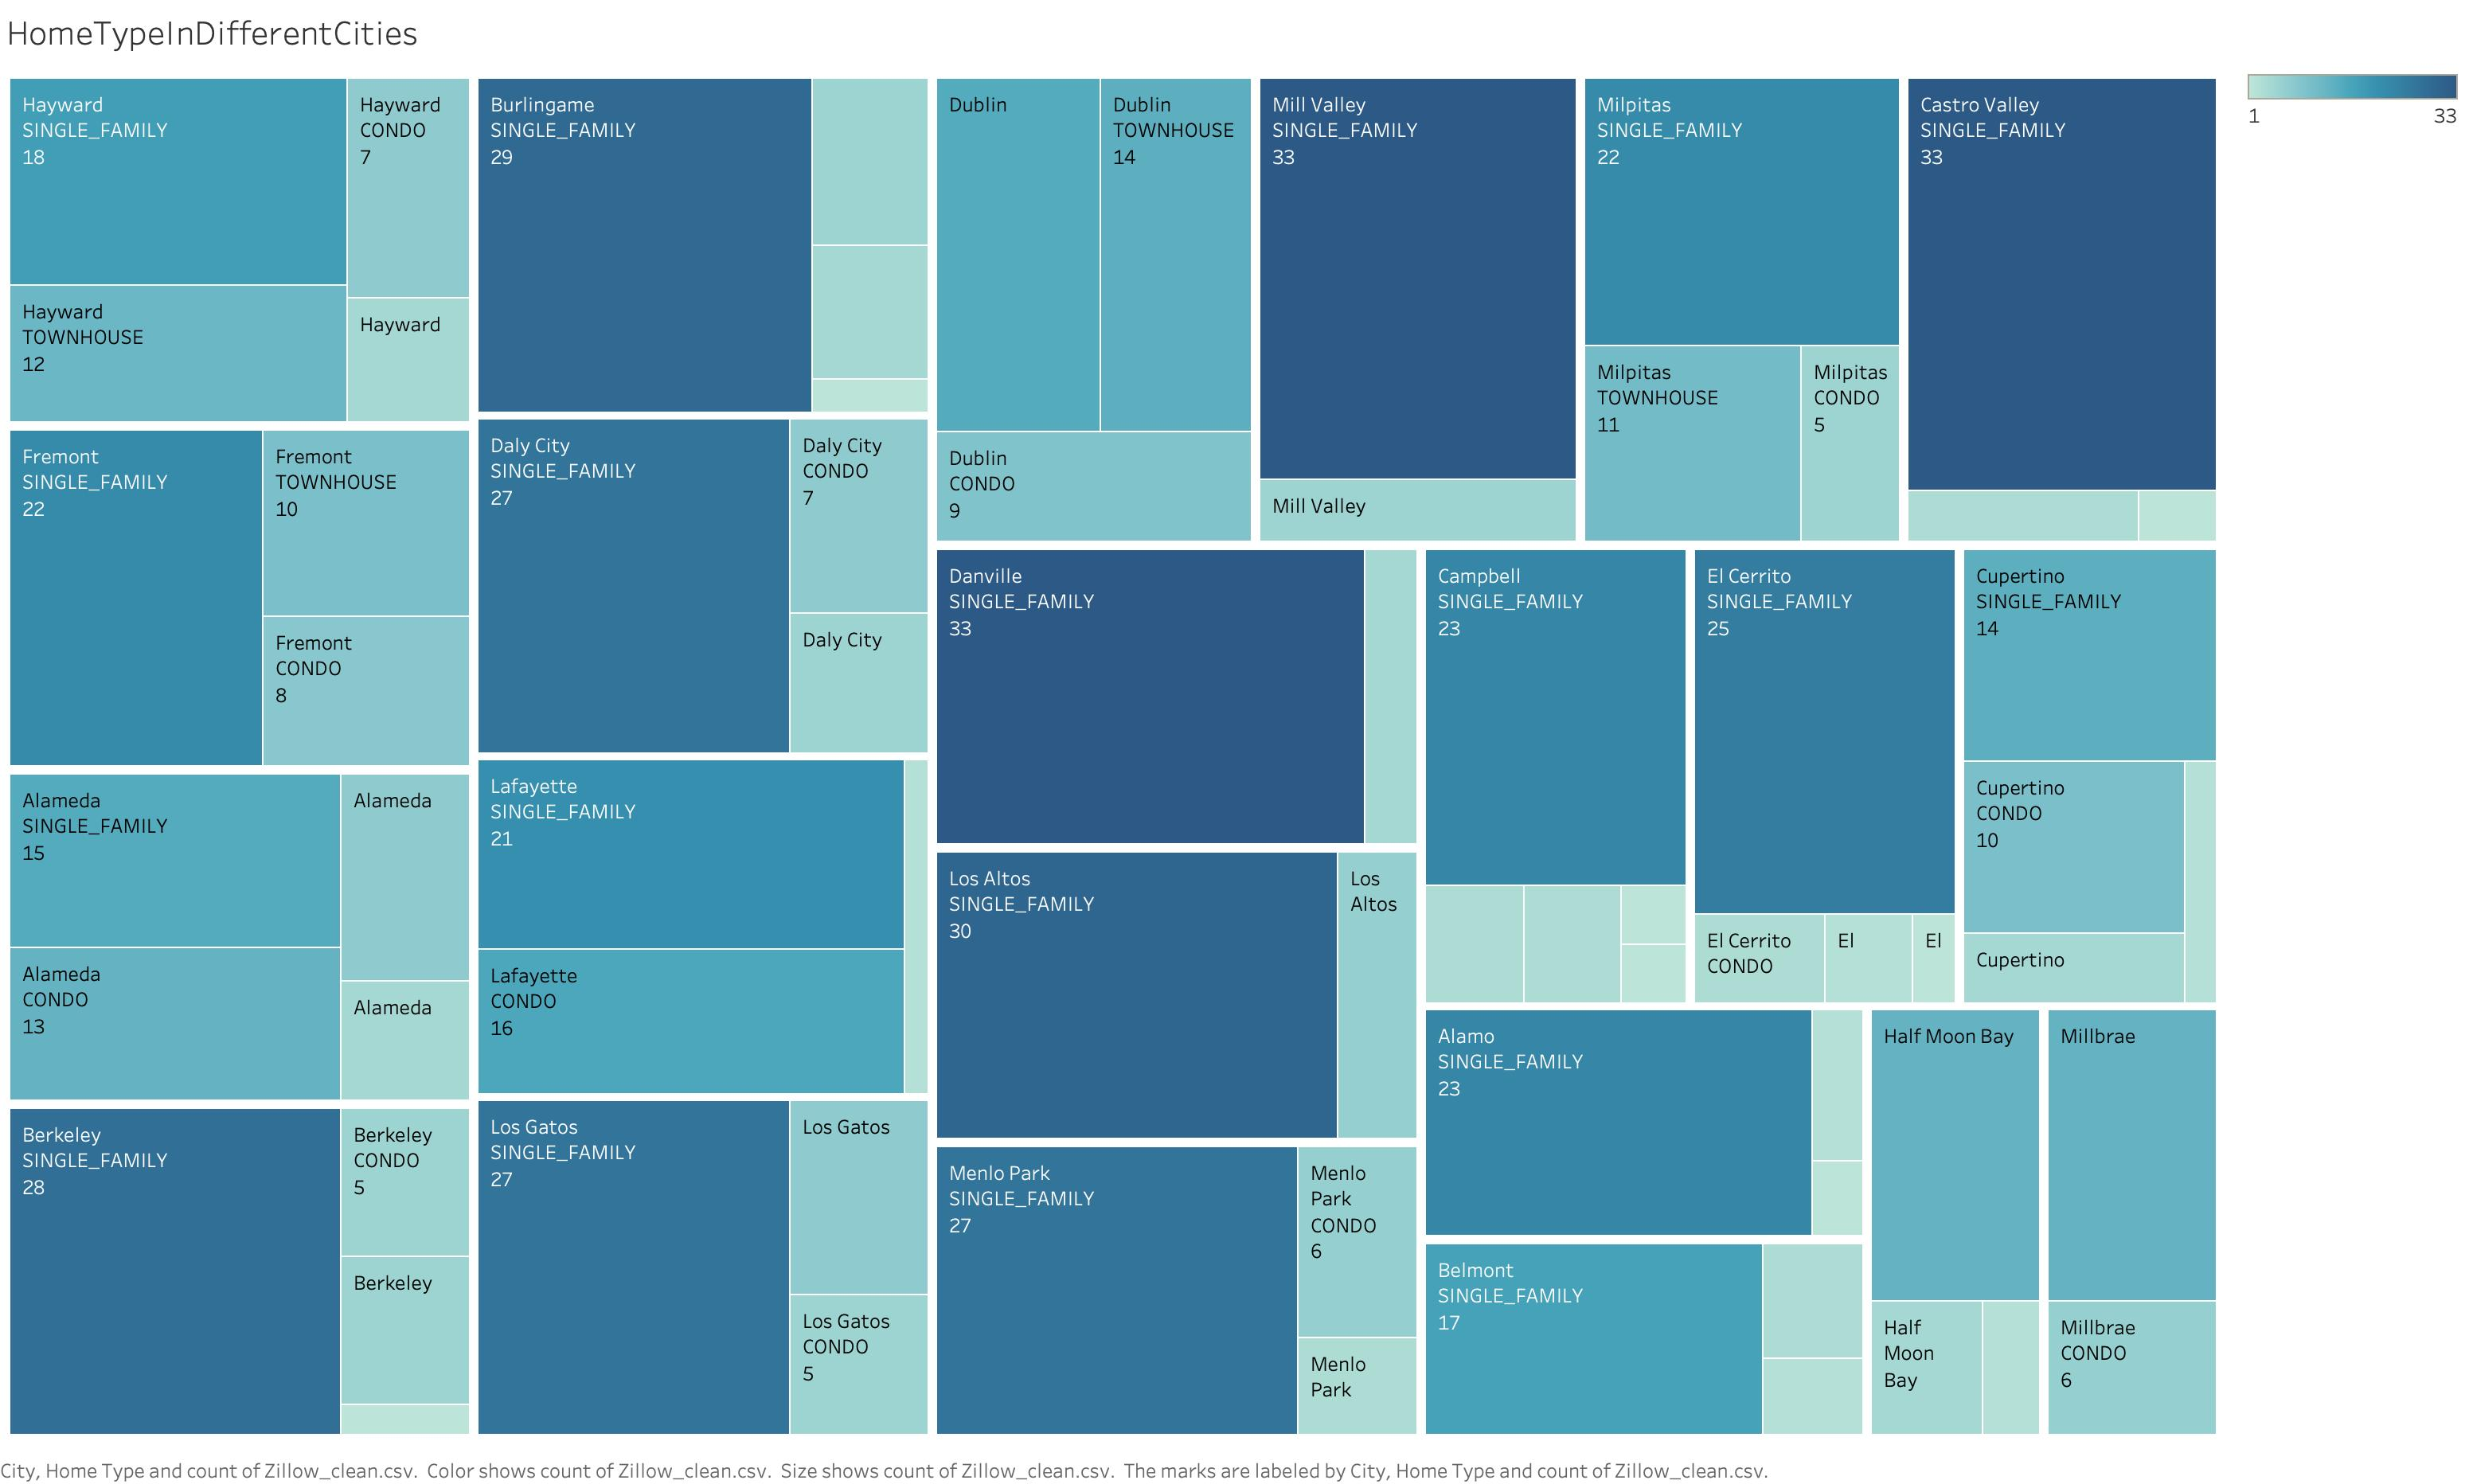 HomeTypeInDifferentCities
1
33
Hayward
SINGLE_FAMILY
18
Hayward
CONDO
7
Hayward
TOWNHOUSE
12
Hayward
Fremont
SINGLE_FAMILY
22
Fremont
TOWNHOUSE
10
Fremont
CONDO
8
Alameda
SINGLE_FAMILY
15
Alameda
Alameda
CONDO
13
Alameda
Berkeley
SINGLE_FAMILY
28
Berkeley
CONDO
5
Berkeley
Burlingame
SINGLE_FAMILY
29
Daly City
SINGLE_FAMILY
27
Daly City
CONDO
7
Daly City
Lafayette
SINGLE_FAMILY
21
Lafayette
CONDO
16
Los Gatos
SINGLE_FAMILY
27
Los Gatos
Los Gatos
CONDO
5
Dublin
Dublin
TOWNHOUSE
14
Dublin
CONDO
9
Mill Valley
SINGLE_FAMILY
33
Mill Valley
Milpitas
SINGLE_FAMILY
22
Milpitas
TOWNHOUSE
11
Milpitas
CONDO
5
Castro Valley
SINGLE_FAMILY
33
Danville
SINGLE_FAMILY
33
Los Altos
SINGLE_FAMILY
30
Los
Altos
Menlo Park
SINGLE_FAMILY
27
Menlo
Park
CONDO
6
Menlo
Park
Campbell
SINGLE_FAMILY
23
El Cerrito
SINGLE_FAMILY
25
El Cerrito
CONDO
El
El
Cupertino
SINGLE_FAMILY
14
Cupertino
CONDO
10
Cupertino
Alamo
SINGLE_FAMILY
23
Belmont
SINGLE_FAMILY
17
Half Moon Bay
Half
Moon
Bay
Millbrae
Millbrae
CONDO
6
City, Home Type and count of Zillow_clean.csv.  Color shows count of Zillow_clean.csv.  Size shows count of Zillow_clean.csv.  The marks are labeled by City, Home Type and count of Zillow_clean.csv.